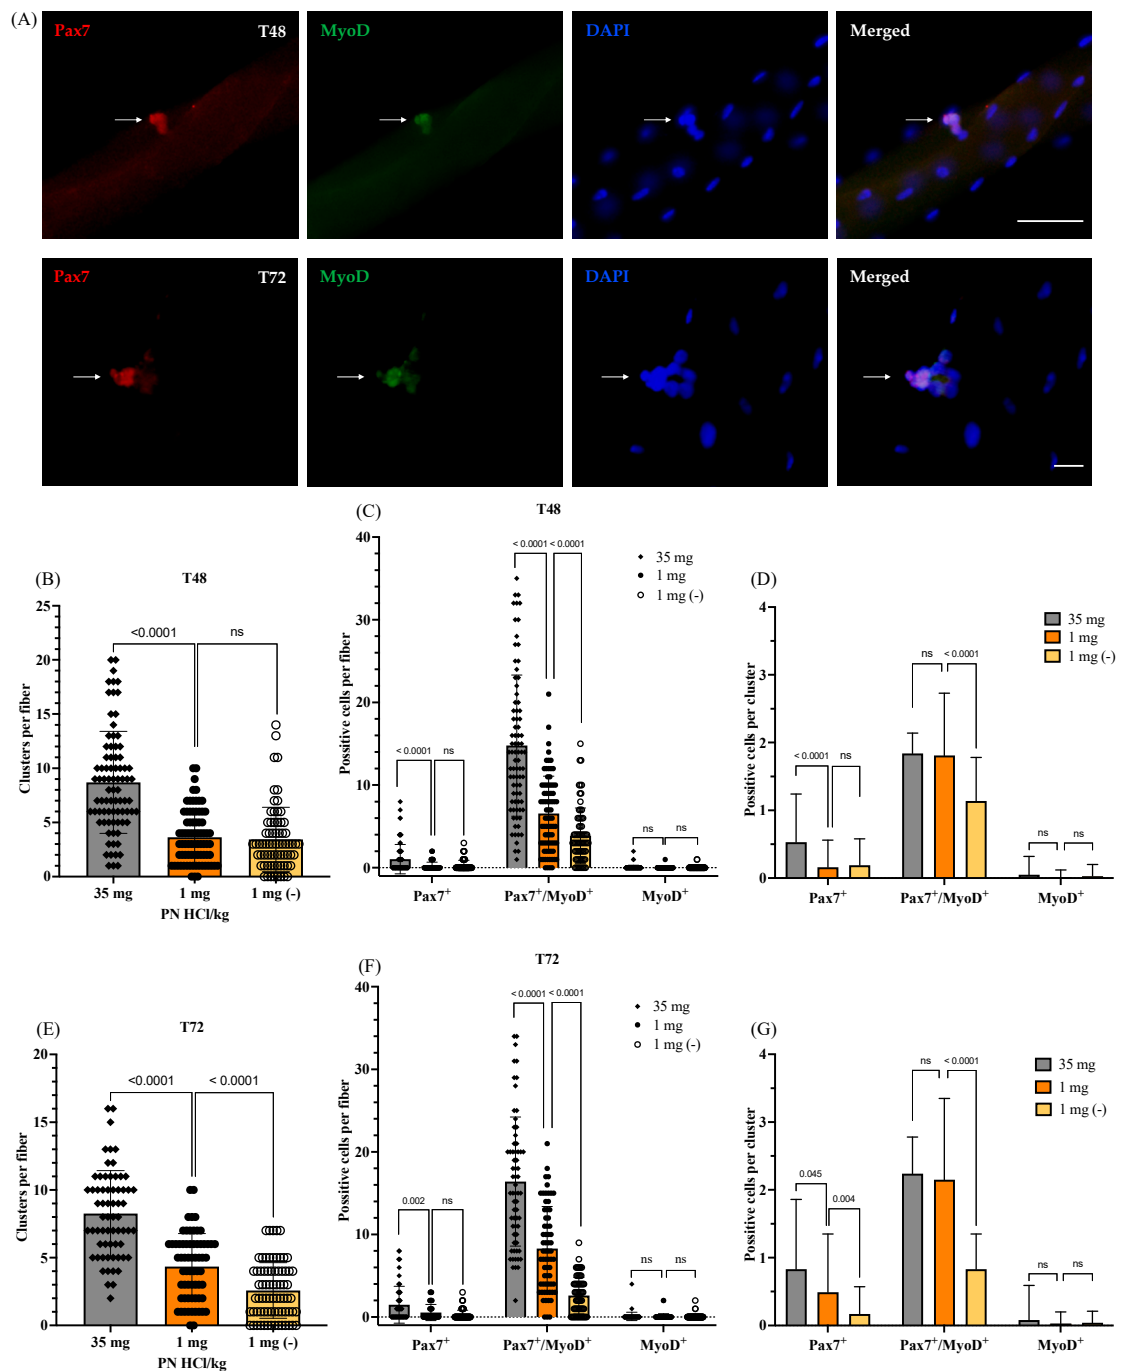 (A)
Pax7 T48 MyoD DAPI Merged
Pax7 T72 MyoD DAPI Merged
(B)
T48
Clusters per fiber
25
20
15
10
5
0
<0.0001 ns
35 mg 1 mg 1 mg (-)
PN HCl/kg
(C)
T48
Possitive cells per fiber
40
30
20
10
0
< 0.0001 ns
< 0.0001 < 0.0001
ns ns
35 mg
1 mg
1 mg (-)
Pax7+ Pax7+/MyoD+ MyoD+
(D)
Possitive cells per cluster
4
3
2
1
0
< 0.0001 ns
ns < 0.0001
ns ns
35 mg
1 mg
1 mg (-)
Pax7+ Pax7+/MyoD+ MyoD+
(E)
T72
Clusters per fiber
20
15
10
5
0
<0.0001 < 0.0001
35 mg 1 mg 1 mg (-)
PN HCl/kg
(F)
T72
Possitive cells per fiber
40
30
20
10
0
0.002 ns
< 0.0001 < 0.0001
ns ns
35 mg
1 mg
1 mg (-)
Pax7+ Pax7+/MyoD+ MyoD+
(G)
Possitive cells per cluster
4
3
2
1
0
0.045
0.004
ns <0.0001
ns ns
35 mg
1 mg
1 mg (-)
Pax7+ Pax7+/MyoD+ MyoD+